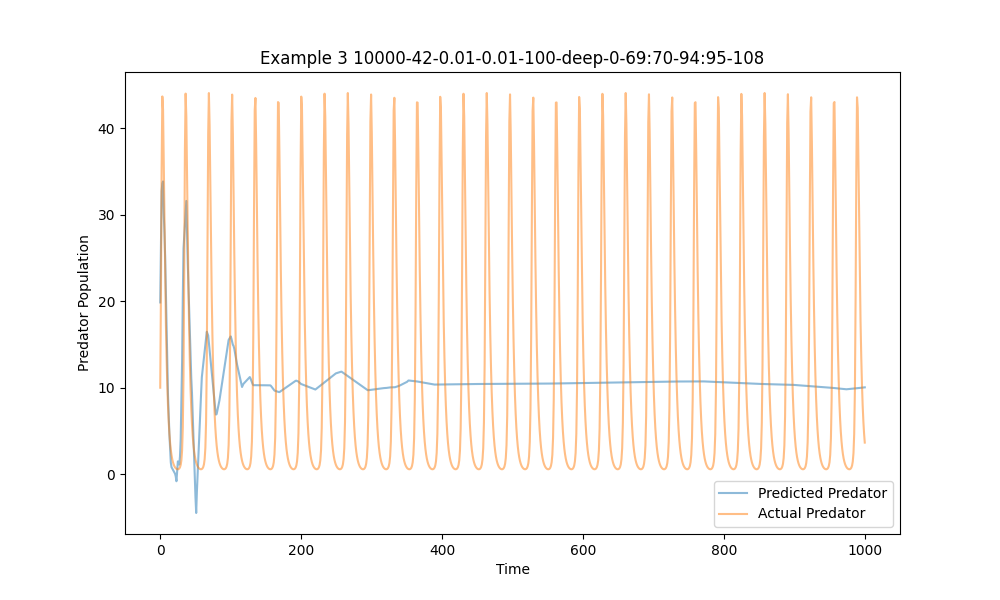 Example 3 10000-42-0.01-0.01-100-deep-0-69:70-94:95-108
Predator Population
40
30
20
10
0
0 200 400 600 800 1000
Time
Predicted Predator
Actual Predator